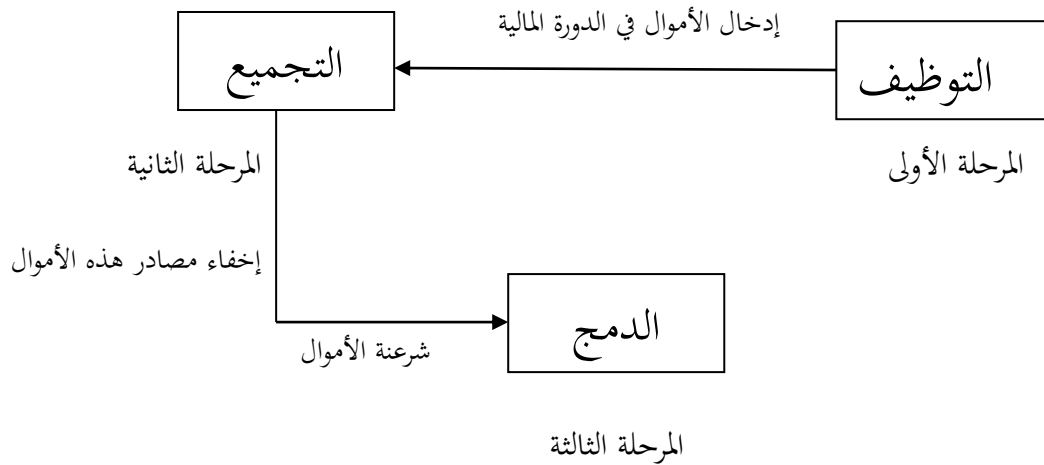 إدخال الأموال في الدورة المالية
التوظيف
التجميع
المرحلة الأولى
المرحلة الثانية
إخفاء مصادر هذه الأموال
الدمج
شرعنة الأموال
المرحلة الثالثة